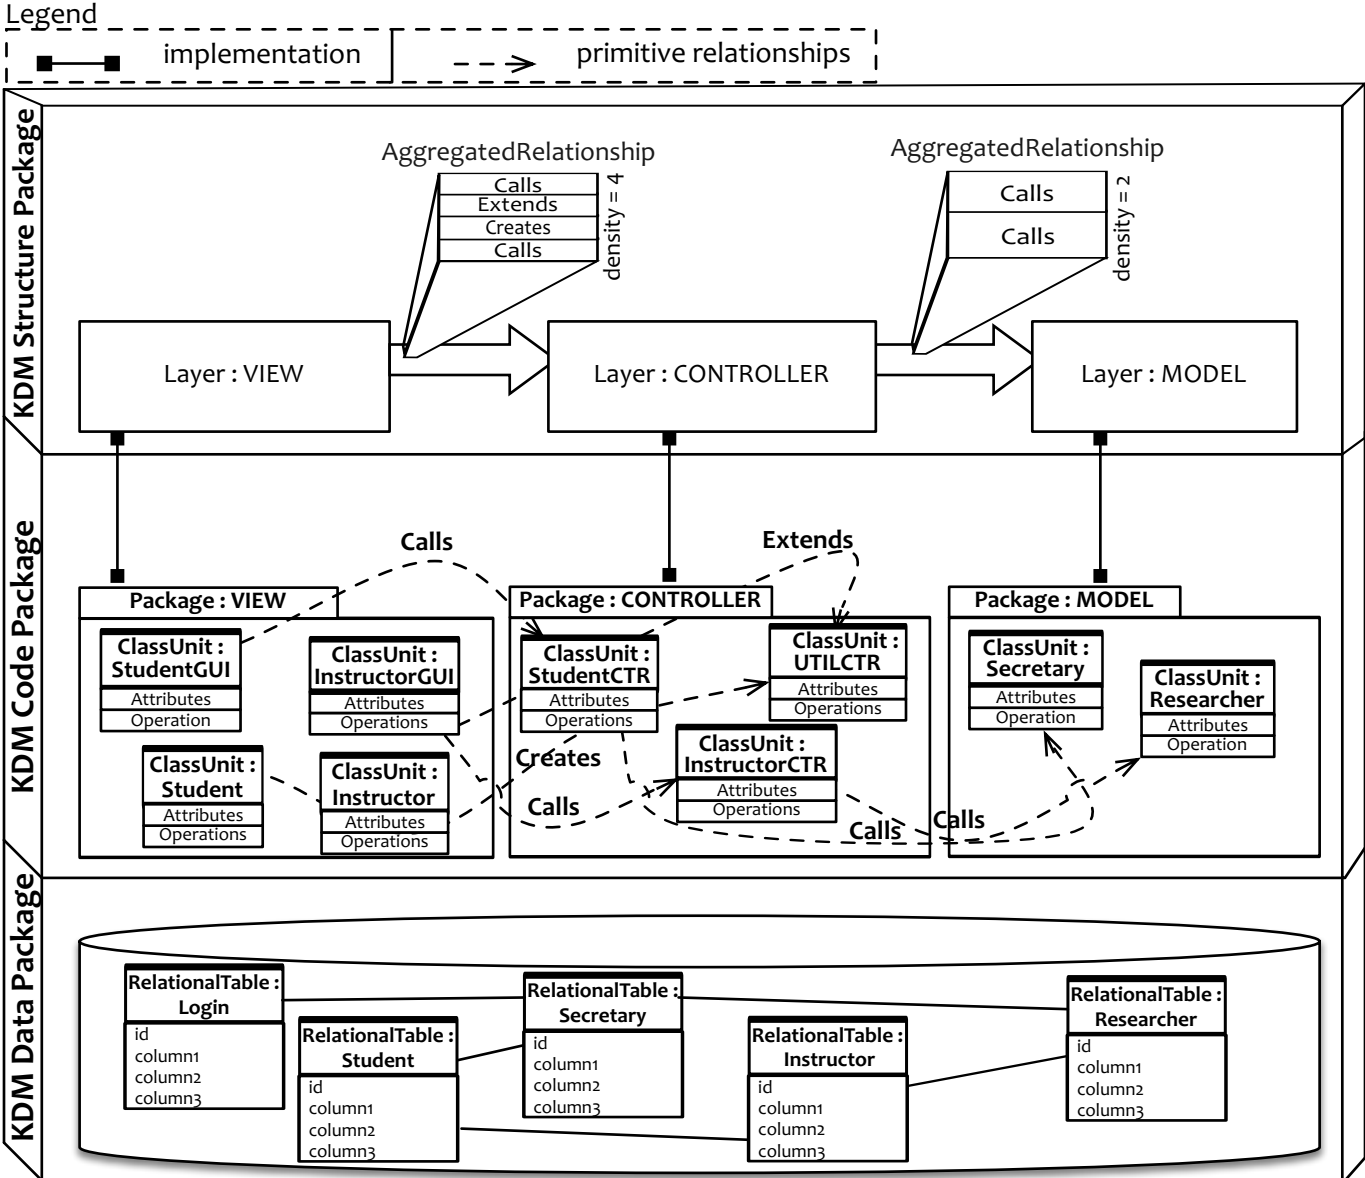 Legend
implementation
primitive relationships
KDM Structure Package
AggregatedRelationship
Calls
Extends
Creates
Calls
density = 4
AggregatedRelationship
Calls
Calls
density = 2
Layer : VIEW
Layer : CONTROLLER
Layer : MODEL
KDM Code Package
Calls
Extends
Package : VIEW
ClassUnit :
StudentGUI
Attributes
Operation
ClassUnit :
InstructorGUI
Attributes
Operations
ClassUnit :
Student
Attributes
Operations
ClassUnit :
Instructor
Attributes
Operations
Package : CONTROLLER
ClassUnit :
StudentCTR
Attributes
Operations
ClassUnit :
UTILCTR
Attributes
Operations
Creates
ClassUnit :
InstructorCTR
Attributes
Operations
Calls
Calls
Calls
Package : MODEL
ClassUnit :
Secretary
Attributes
Operation
ClassUnit :
Researcher
Attributes
Operation
KDM Data Package
RelationalTable :
Login
id
column1
column2
column3
RelationalTable :
Student
id
column1
column2
column3
RelationalTable :
Secretary
id
column1
column2
column3
RelationalTable :
Instructor
id
column1
column2
column3
RelationalTable :
Researcher
id
column1
column2
column3